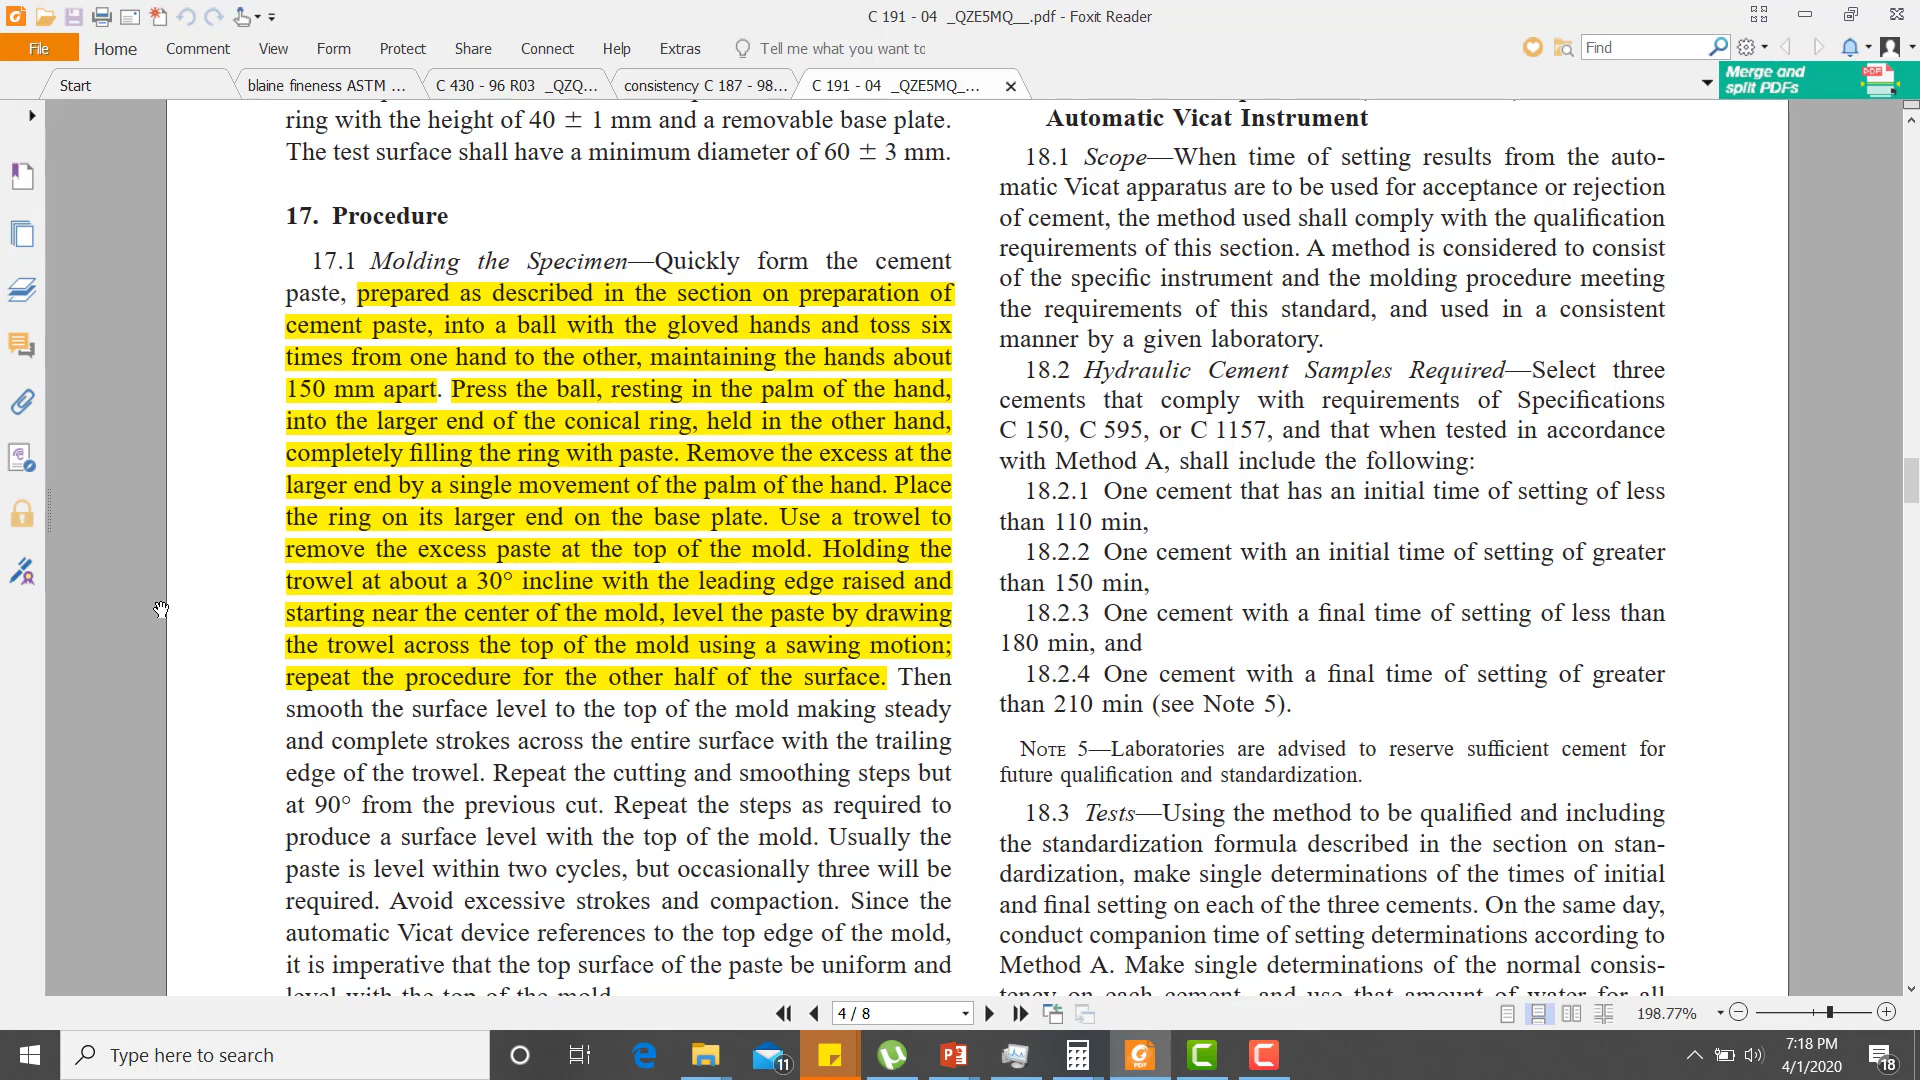 C 191 - 04 _QZE5MQ__.pdf - Foxit Reader
File Home Comment View Form Protect Share Connect Help Extras Tell me what you want to Find
Start blaine fineness ASTM ... C 430 - 96 R03 _QZQ... consistency C 187 - 98... C 191 - 04 _QZE5MQ_...
Merge and
split PDFs
ring with the height of 40 ± 1 mm and a removable base plate.
The test surface shall have a minimum diameter of 60 ± 3 mm.
17. Procedure
17.1 Molding the Specimen—Quickly form the cement
paste, prepared as described in the section on preparation of
cement paste, into a ball with the gloved hands and toss six
times from one hand to the other, maintaining the hands about
150 mm apart. Press the ball, resting in the palm of the hand,
into the larger end of the conical ring, held in the other hand,
completely filling the ring with paste. Remove the excess at the
larger end by a single movement of the palm of the hand. Place
the ring on its larger end on the base plate. Use a trowel to
remove the excess paste at the top of the mold. Holding the
trowel at about a 30° incline with the leading edge raised and
starting near the center of the mold, level the paste by drawing
the trowel across the top of the mold using a sawing motion;
repeat the procedure for the other half of the surface. Then
smooth the surface level to the top of the mold making steady
and complete strokes across the entire surface with the trailing
edge of the trowel. Repeat the cutting and smoothing steps but
at 90° from the previous cut. Repeat the steps as required to
produce a surface level with the top of the mold. Usually the
paste is level within two cycles, but occasionally three will be
required. Avoid excessive strokes and compaction. Since the
automatic Vicat device references to the top edge of the mold,
it is imperative that the top surface of the paste be uniform and
level with the top of the mold
Automatic Vicat Instrument
18.1 Scope—When time of setting results from the auto-
matic Vicat apparatus are to be used for acceptance or rejection
of cement, the method used shall comply with the qualification
requirements of this section. A method is considered to consist
of the specific instrument and the molding procedure meeting
the requirements of this standard, and used in a consistent
manner by a given laboratory.
18.2 Hydraulic Cement Samples Required—Select three
cements that comply with requirements of Specifications
C 150, C 595, or C 1157, and that when tested in accordance
with Method A, shall include the following:
18.2.1 One cement that has an initial time of setting of less
than 110 min,
18.2.2 One cement with an initial time of setting of greater
than 150 min,
18.2.3 One cement with a final time of setting of less than
180 min, and
18.2.4 One cement with a final time of setting of greater
than 210 min (see Note 5).
NOTE 5—Laboratories are advised to reserve sufficient cement for
future qualification and standardization.
18.3 Tests—Using the method to be qualified and including
the standardization formula described in the section on stan-
dardization, make single determinations of the times of initial
and final setting on each of the three cements. On the same day,
conduct companion time of setting determinations according to
Method A. Make single determinations of the normal consis-
tency on each cement, and use that amount of water for all
4 / 8 198.77%
Type here to search 11 7:18 PM
4/1/2020 18